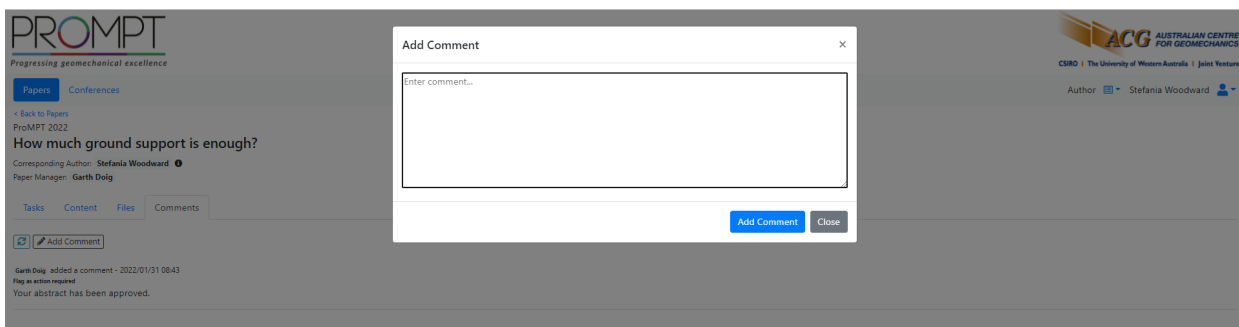 PROMPT
Progressing geomechanical excellence
ACG AUSTRALIAN CENTRE
FOR GEOMECHANICS
CSIRO | The University of Western Australia | Joint Venture
Papers Conferences
Author Stefania Woodward
< Back to Papers
ProMPT 2022
How much ground support is enough?
Corresponding Author: Stefania Woodward
Paper Manager: Garth Doig
Tasks Content Files Comments
Add Comment
Garth Doig added a comment - 2022/01/31 08:43
Flag as action required
Your abstract has been approved.
Add Comment ×
Enter comment...
Add Comment Close